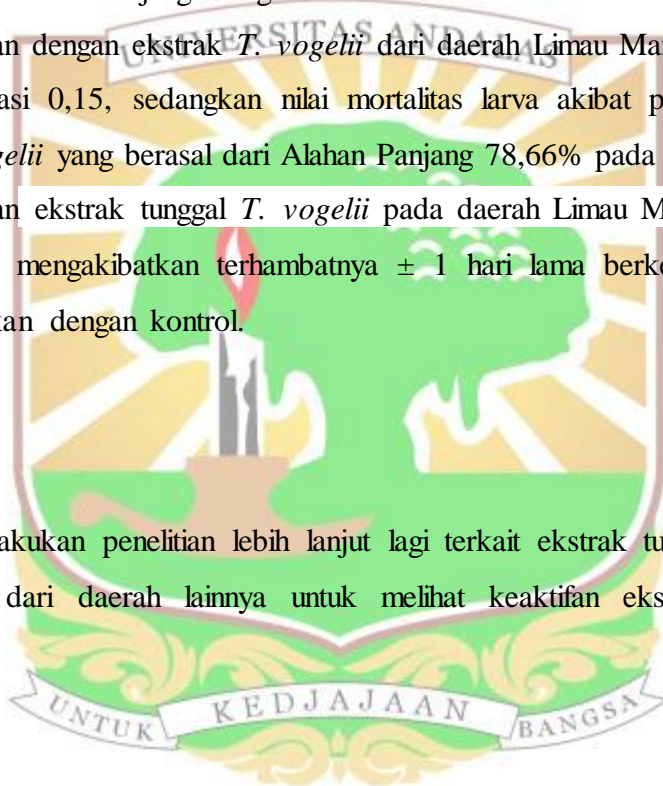 UNIVERSITAS ANDALAS
an dengan ekstrak T. vogelii dari daerah Limau Ma
asi 0,15, sedangkan nilai mortalitas larva akibat p
gelii yang berasal dari Alahan Panjang 78,66% pada
an ekstrak tunggal T. vogelii pada daerah Limau M
mengakibatkan terhambatnya ± 1 hari lama berke
kan dengan kontrol.
akukan penelitian lebih lanjut lagi terkait ekstrak tu
dari daerah lainnya untuk melihat keaktifan eks
UNTUK KEDJAJAAN BANGSA